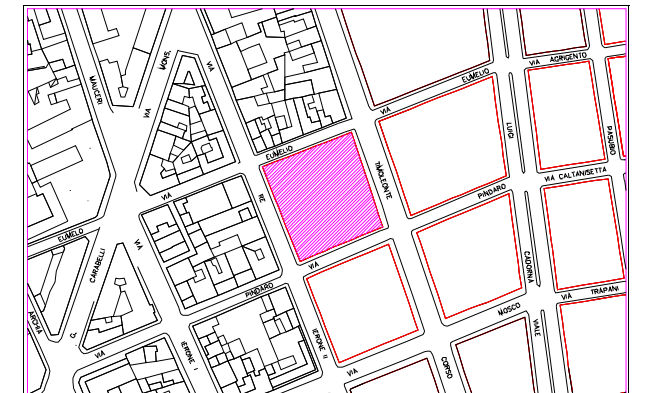 VIA AGRIGENTO
MONS.
VIA
EUMELIO
MAUCERI
VIA
VIA
LUIGI
PASUBIO
EUMELIO
TIMOLEONTE
VIA CALTANISETTA
VIA
RE
PINDARO
EUMELO
VIA
CARABELLI
VIA
CADORNA
PINDARO
VIA TRAPANI
MOSCO
ARCHIA
G.
IERONE I
IERONE II
VIALE
VIA
VIA
CORSO